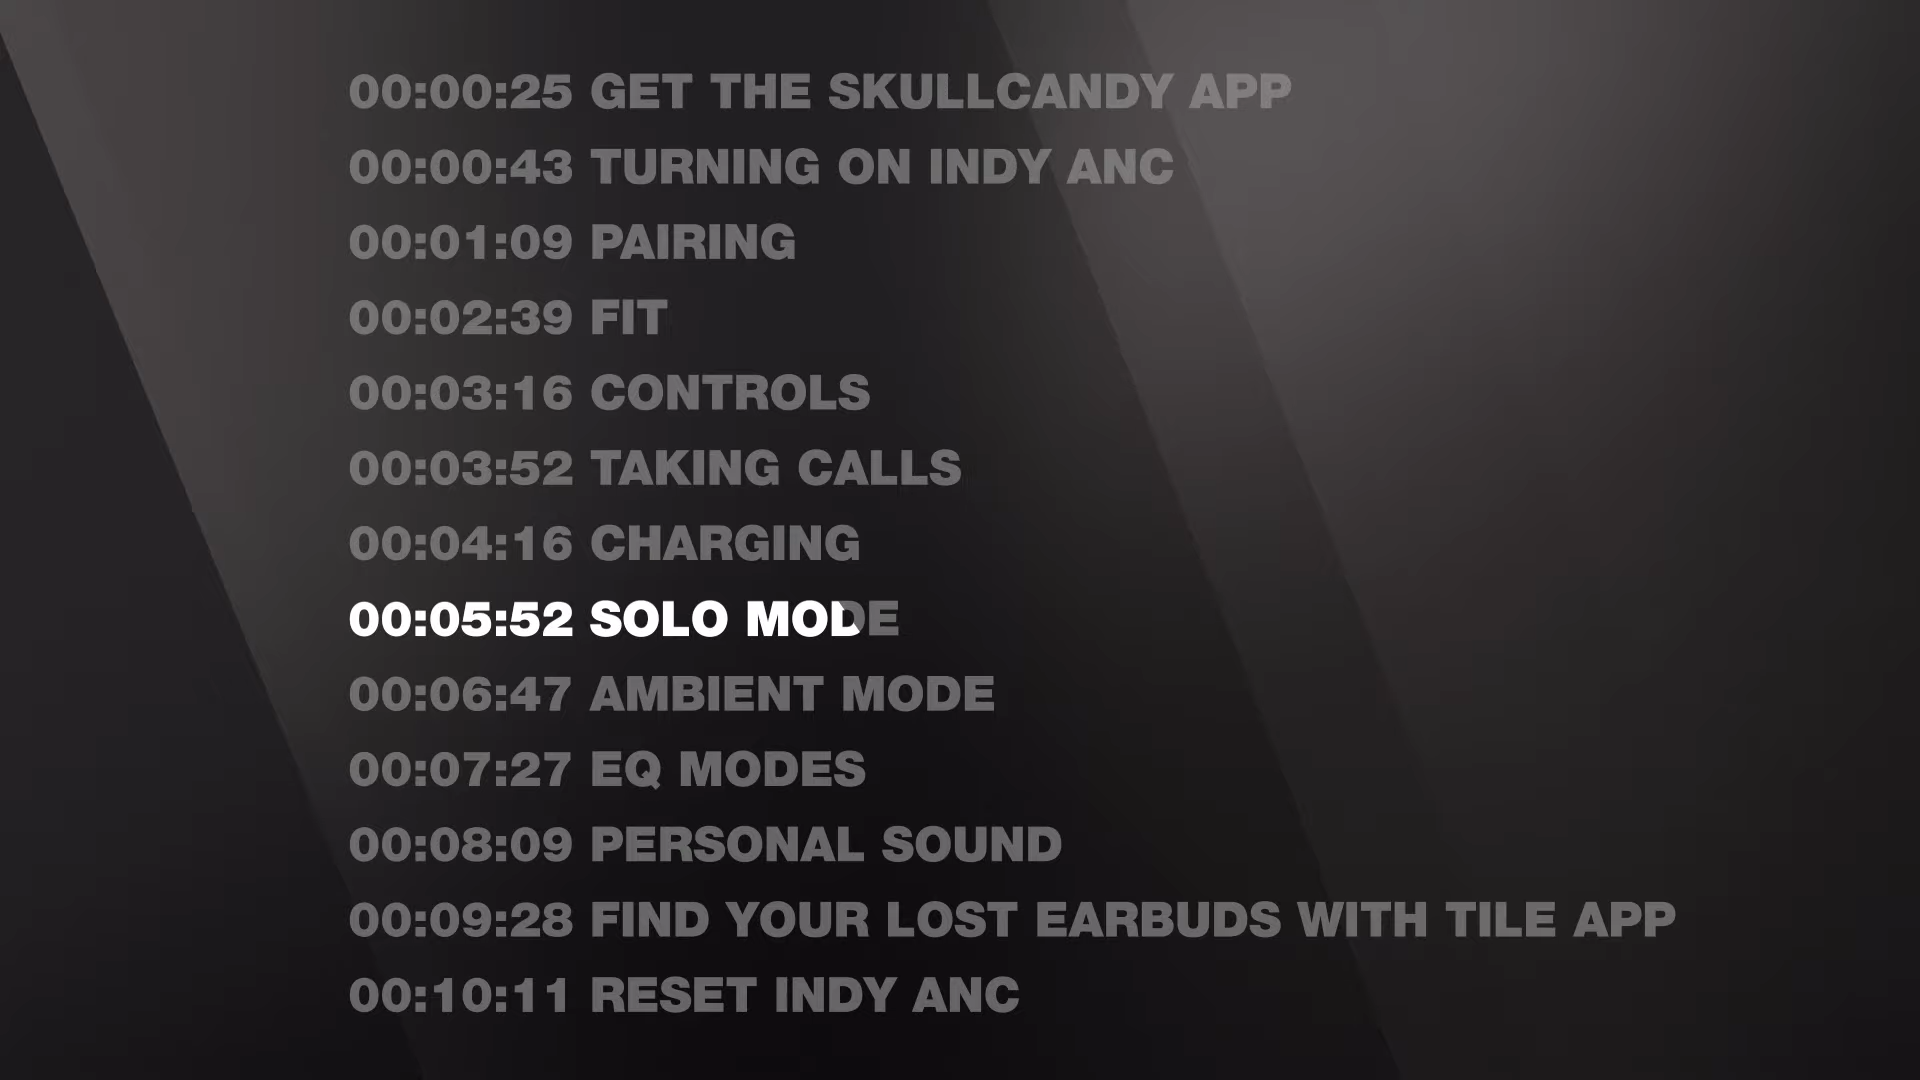 00:00:25 GET THE SKULLCANDY APP
00:00:43 TURNING ON INDY ANC
00:01:09 PAIRING
00:02:39 FIT
00:03:16 CONTROLS
00:03:52 TAKING CALLS
00:04:16 CHARGING
00:05:52 SOLO MODE
00:06:47 AMBIENT MODE
00:07:27 EQ MODES
00:08:09 PERSONAL SOUND
00:09:28 FIND YOUR LOST EARBUDS WITH TILE APP
00:10:11 RESET INDY ANC